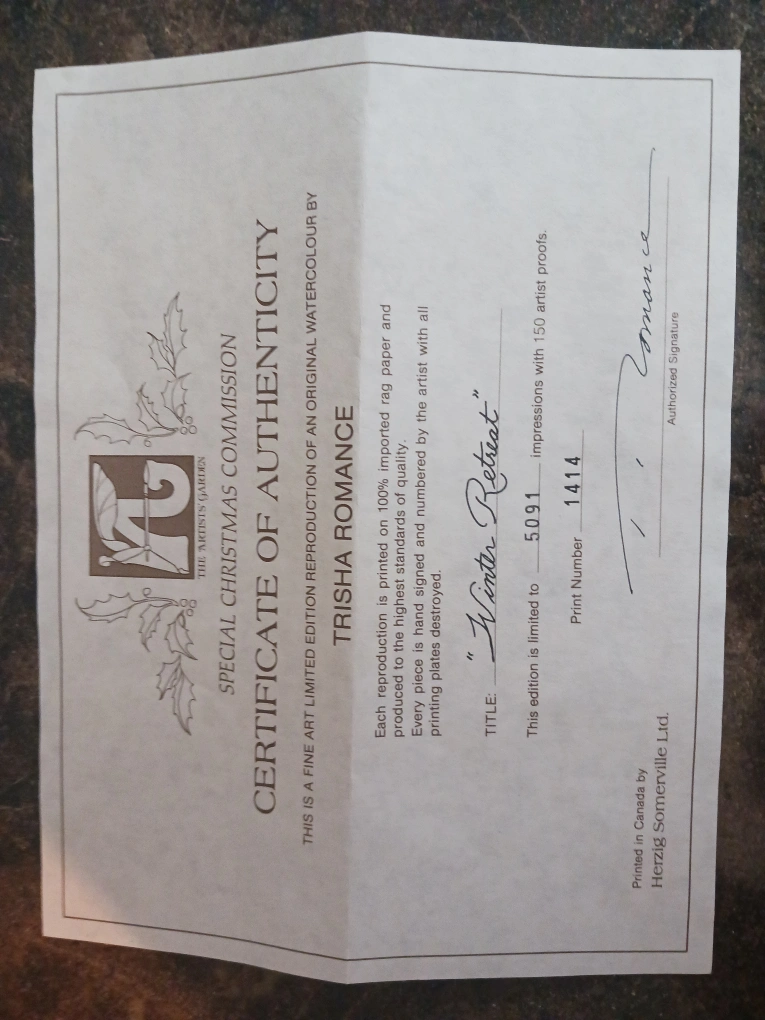 THE ARTISTS' GARDEN
SPECIAL CHRISTMAS COMMISSION
CERTIFICATE OF AUTHENTICITY
THIS IS A FINE ART LIMITED EDITION REPRODUCTION OF AN ORIGINAL WATERCOLOUR BY
TRISHA ROMANCE
Each reproduction is printed on 100% imported rag paper and
produced to the highest standards of quality.
Every piece is hand signed and numbered by the artist with all
printing plates destroyed.
TITLE: "Winter Retreat"
This edition is limited to 5091 impressions with 150 artist proofs.
Print Number 1414
T. Romance
Authorized Signature
Printed in Canada by
Herzig Somerville Ltd.